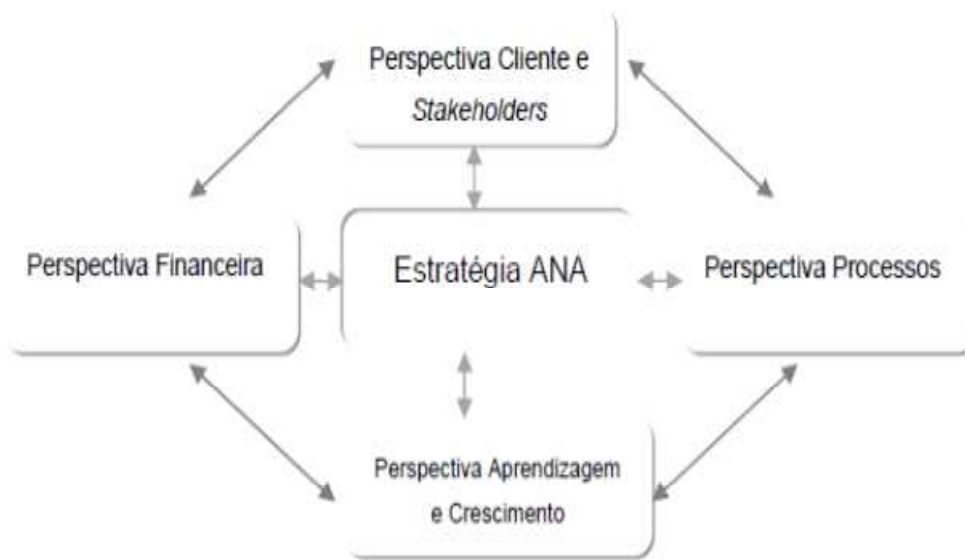 Perspectiva Cliente e
Stakeholders
Perspectiva Financeira
Estratégia ANA
Perspectiva Processos
Perspectiva Aprendizagem
e Crescimento